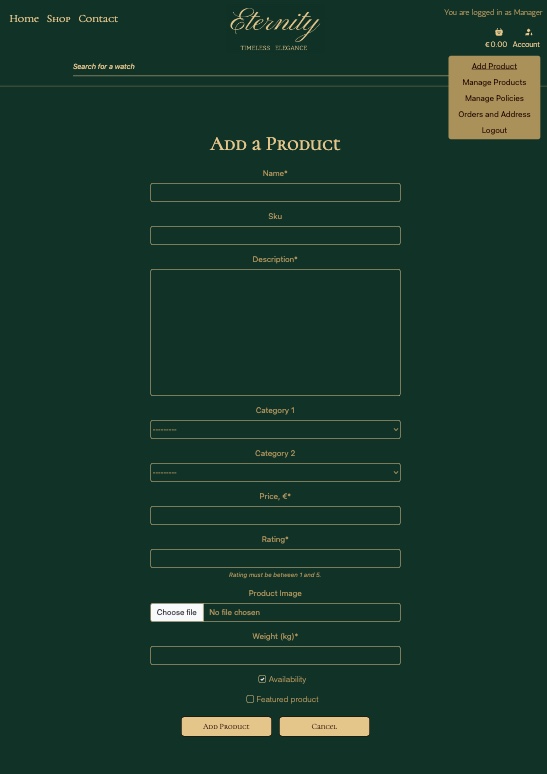 Home Shop Contact
Eternity
TIMELESS ELEGANCE
You are logged in as Manager
€0.00 Account
Search for a watch
Add Product
Manage Products
Manage Policies
Orders and Address
Logout
Add a Product
Name*
Sku
Description*
Category 1
---------
Category 2
---------
Price, €*
Rating*
Rating must be between 1 and 5.
Product Image
Choose file No file chosen
Weight (kg)*
Availability
Featured product
Add Product Cancel